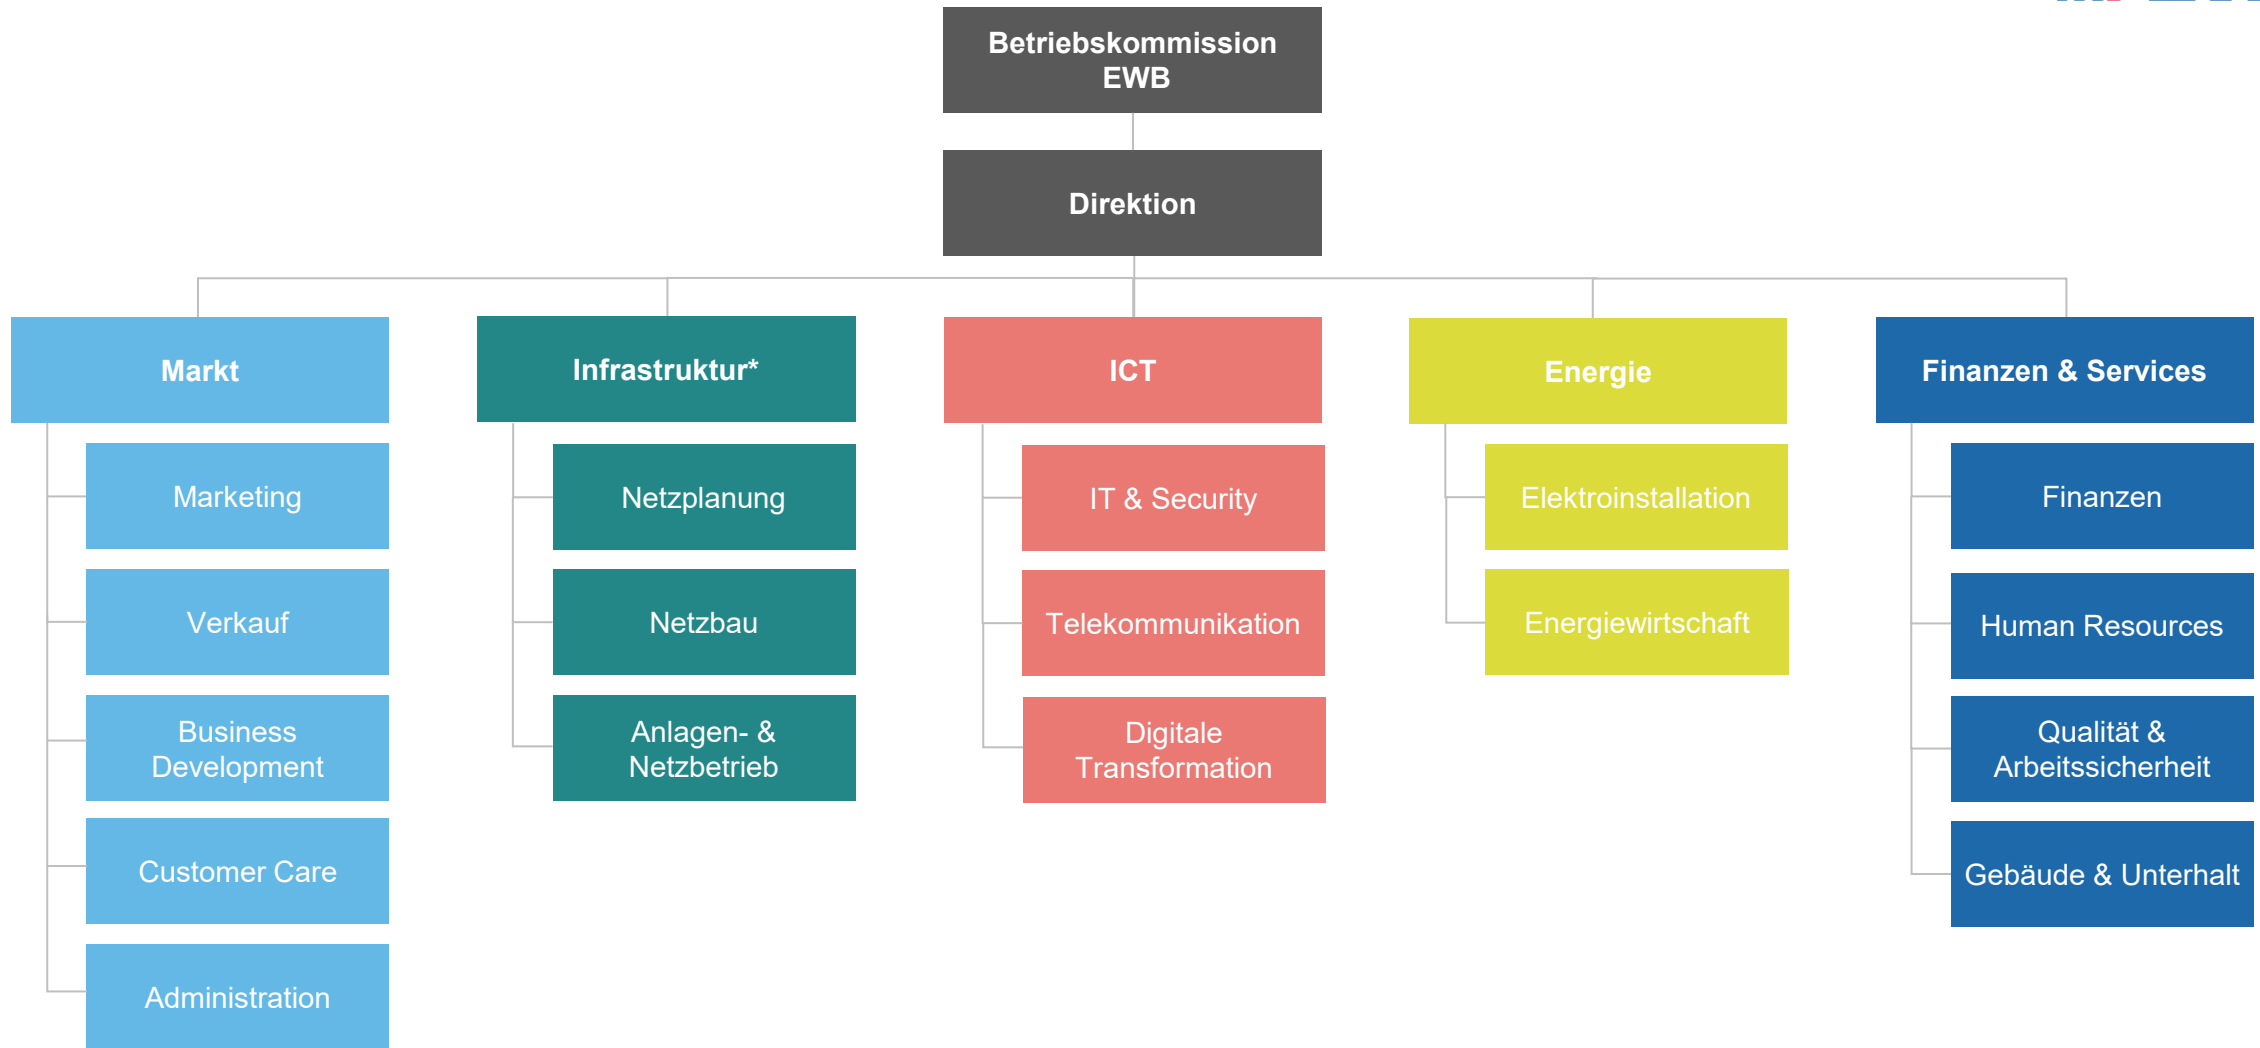 Betriebskommission
EWB
Direktion
Markt
Infrastruktur*
ICT
Energie
Finanzen & Services
Marketing
Netzplanung
IT & Security
Elektroinstallation
Finanzen
Verkauf
Netzbau
Telekommunikation
Energiewirtschaft
Human Resources
Business
Development
Anlagen- &
Netzbetrieb
Digitale
Transformation
Qualität &
Arbeitssicherheit
Customer Care
Gebäude & Unterhalt
Administration